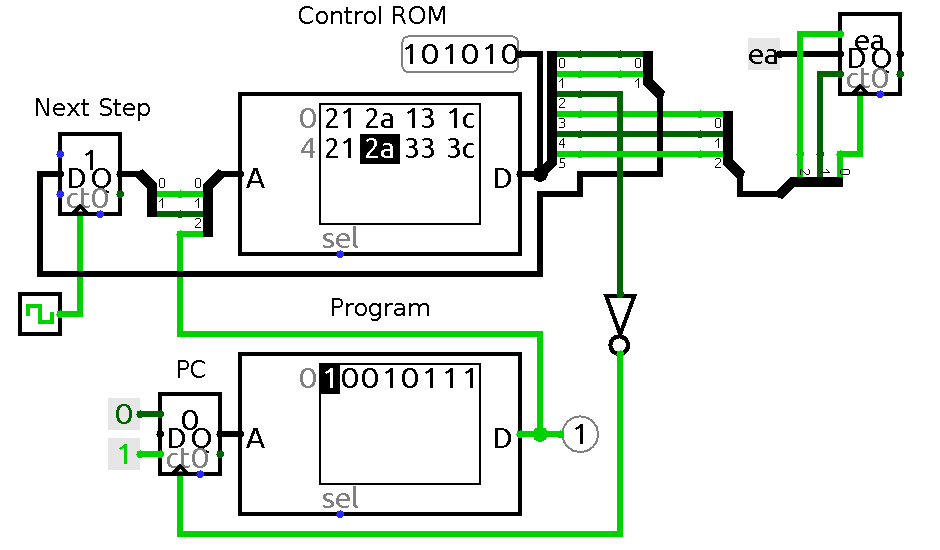 Control ROM
101010
ea
ea
D Q
ct0
0
1
2
3
4
5
0
1
0
1
2
2
1
0
Next Step
1
D Q
ct0
0
1
0
1
2
A
0 21 2a 13 1c
4 21 2a 33 3c
D
sel
Program
PC
0
1
0
D Q
ct0
A
0 10010111
D
1
sel